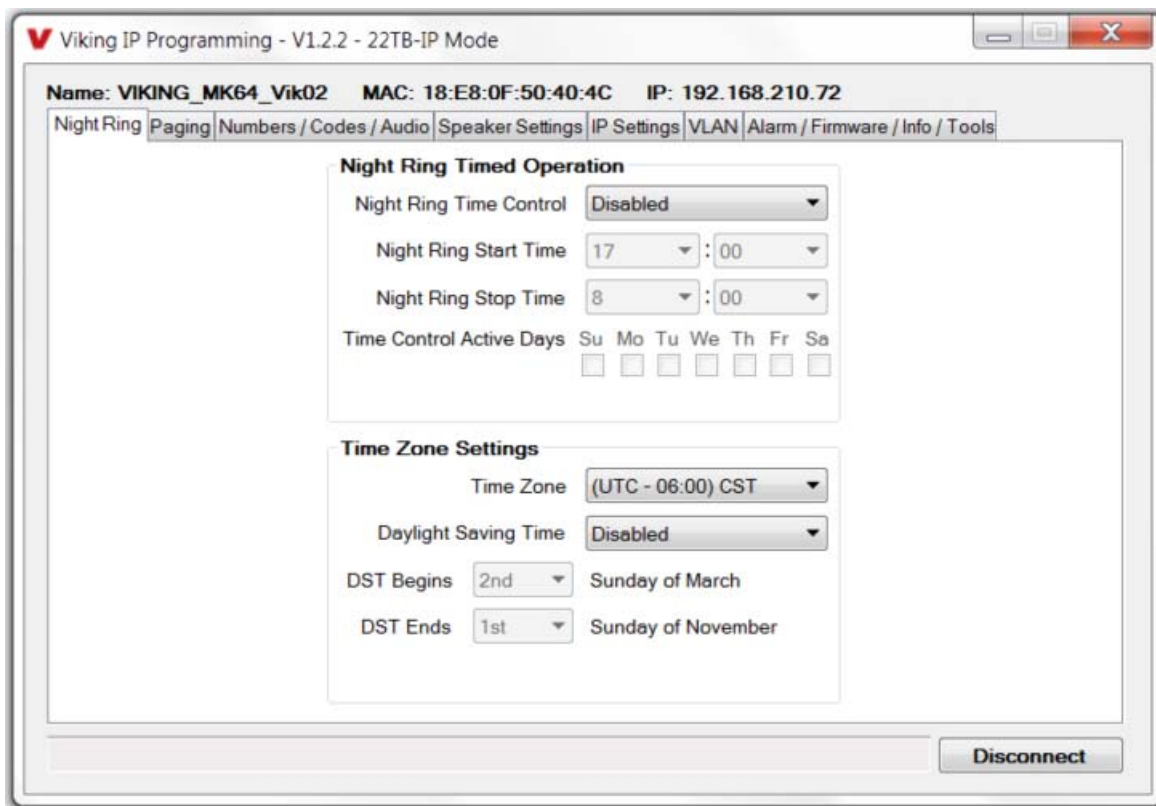 Viking IP Programming - V1.2.2 - 22TB-IP Mode
Name: VIKING_MK64_Vik02 MAC: 18:E8:0F:50:40:4C IP: 192.168.210.72
Night Ring Paging Numbers / Codes / Audio Speaker Settings IP Settings VLAN Alarm / Firmware / Info / Tools
Night Ring Timed Operation
Night Ring Time Control Disabled
Night Ring Start Time 17 : 00
Night Ring Stop Time 8 : 00
Time Control Active Days Su Mo Tu We Th Fr Sa
Time Zone Settings
Time Zone (UTC - 06:00) CST
Daylight Saving Time Disabled
DST Begins 2nd Sunday of March
DST Ends 1st Sunday of November
Disconnect